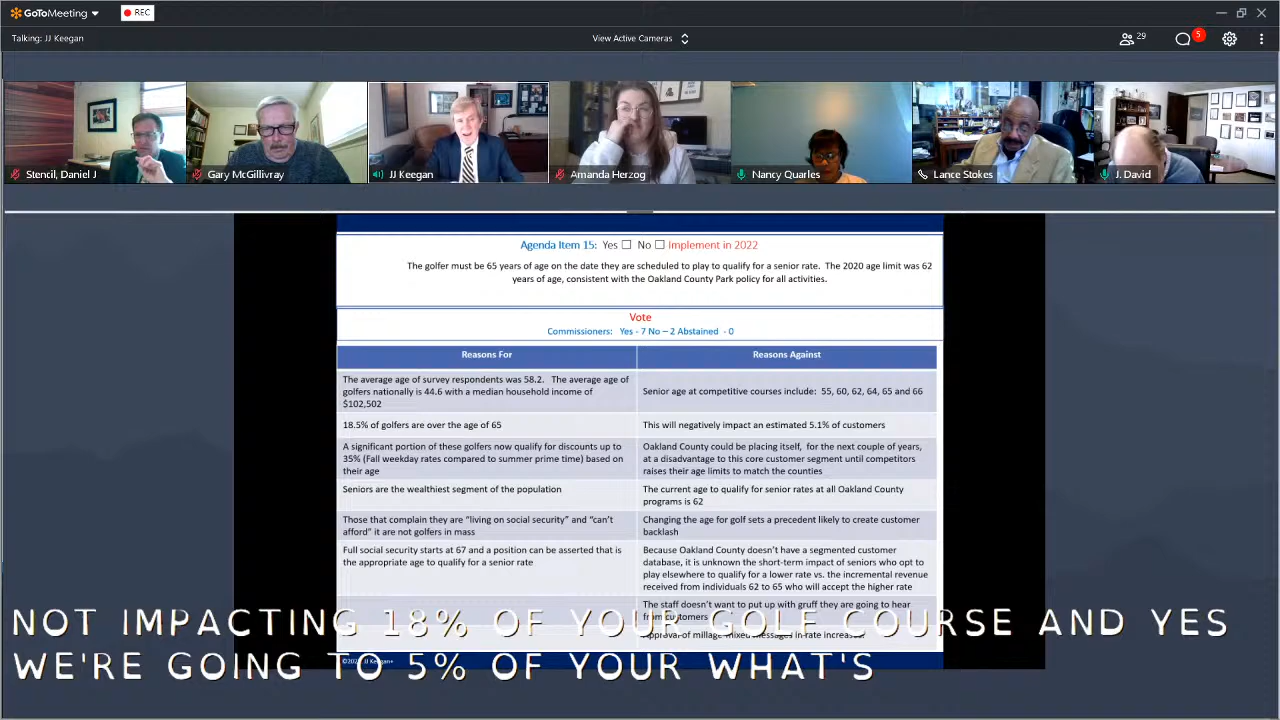 GoToMeeting
REC
Talking: JJ Keegan
View Active Cameras
29
5
Stencil, Daniel J
Gary McGillivray
JJ Keegan
Amanda Herzog
Nancy Quarles
Lance Stokes
J. David
Agenda Item 15: Yes ☐ No ☐ Implement in 2022
The golfer must be 65 years of age on the date they are scheduled to play to qualify for a senior rate. The 2020 age limit was 62
years of age, consistent with the Oakland County Park policy for all activities.
Vote
Commissioners: Yes - 7 No – 2 Abstained - 0
Reasons For
Reasons Against
The average age of survey respondents was 58.2. The average age of
golfers nationally is 44.6 with a median household income of
$102,502
Senior age at competitive courses include: 55, 60, 62, 64, 65 and 66
18.5% of golfers are over the age of 65
This will negatively impact an estimated 5.1% of customers
A significant portion of these golfers now qualify for discounts up to
35% (Fall weekday rates compared to summer prime time) based on
their age
Oakland County could be placing itself, for the next couple of years,
at a disadvantage to this core customer segment until competitors
raises their age limits to match the counties
Seniors are the wealthiest segment of the population
The current age to qualify for senior rates at all Oakland County
programs is 62
Those that complain they are “living on social security” and “can’t
afford” it are not golfers in mass
Changing the age for golf sets a precedent likely to create customer
backlash
Full social security starts at 67 and a position can be asserted that is
the appropriate age to qualify for a senior rate
Because Oakland County doesn’t have a segmented customer
database, it is unknown the short-term impact of seniors who opt to
play elsewhere to qualify for a lower rate vs. the incremental revenue
received from individuals 62 to 65 who will accept the higher rate
The staff doesn’t want to put up with gruff they are going to hear
from customers
Approval of millage mixed messages in rate increased
JJ Keegan+
NOT IMPACTING 18% OF YOUR GOLF COURSE AND YES
WE'RE GOING TO 5% OF YOUR WHAT'S